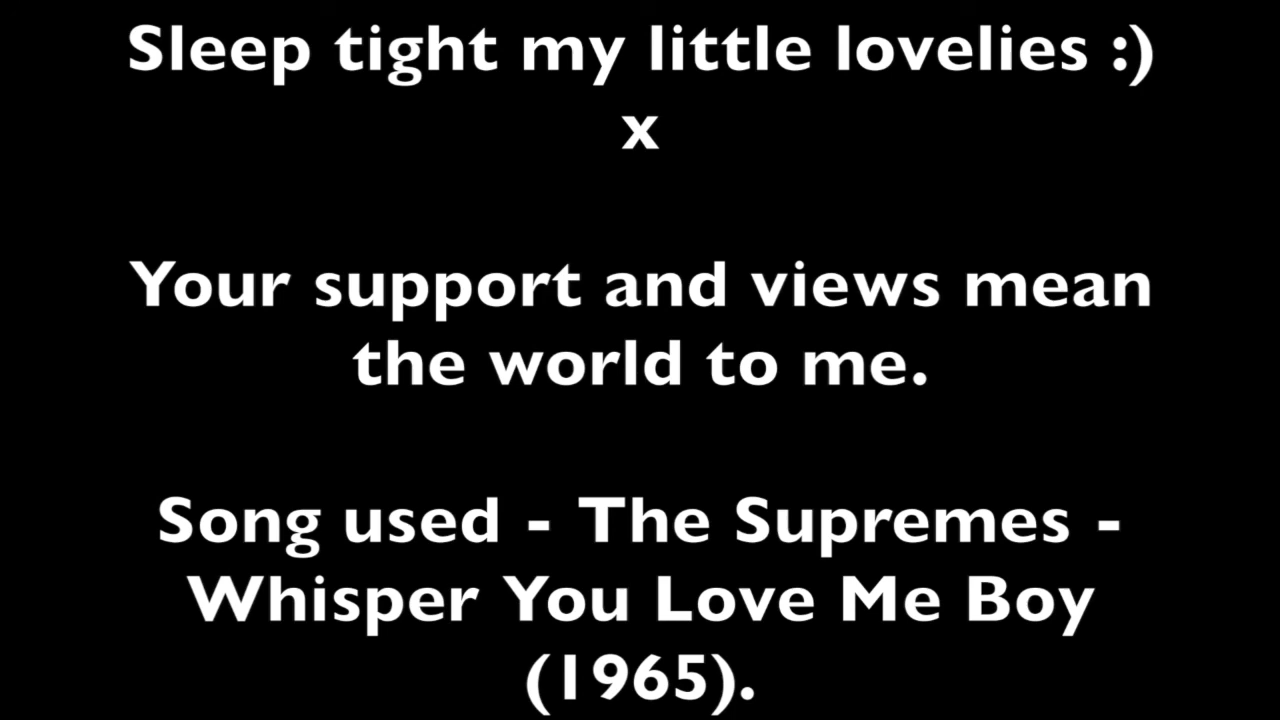 Sleep tight my little lovelies :)
x
Your support and views mean
the world to me.
Song used - The Supremes -
Whisper You Love Me Boy
(1965).